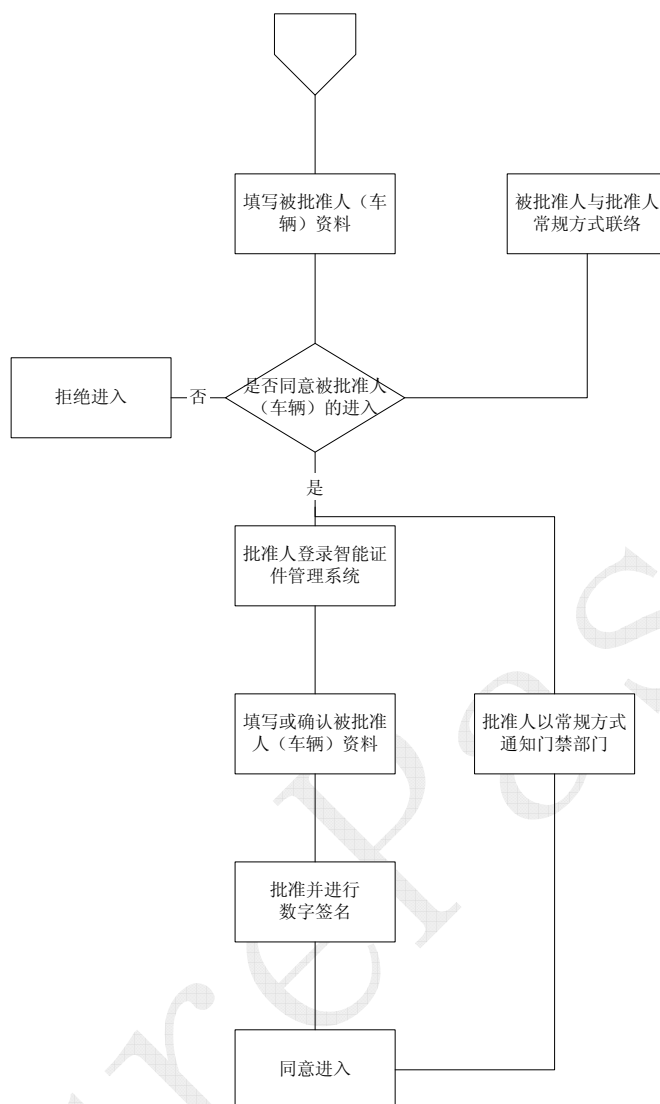 填写被批准人（车
辆）资料
被批准人与批准人
常规方式联络
是否同意被批准人
（车辆）的进入
否
拒绝进入
是
批准人登录智能证
件管理系统
填写或确认被批准
人（车辆）资料
批准人以常规方式
通知门禁部门
批准并进行
数字签名
同意进入